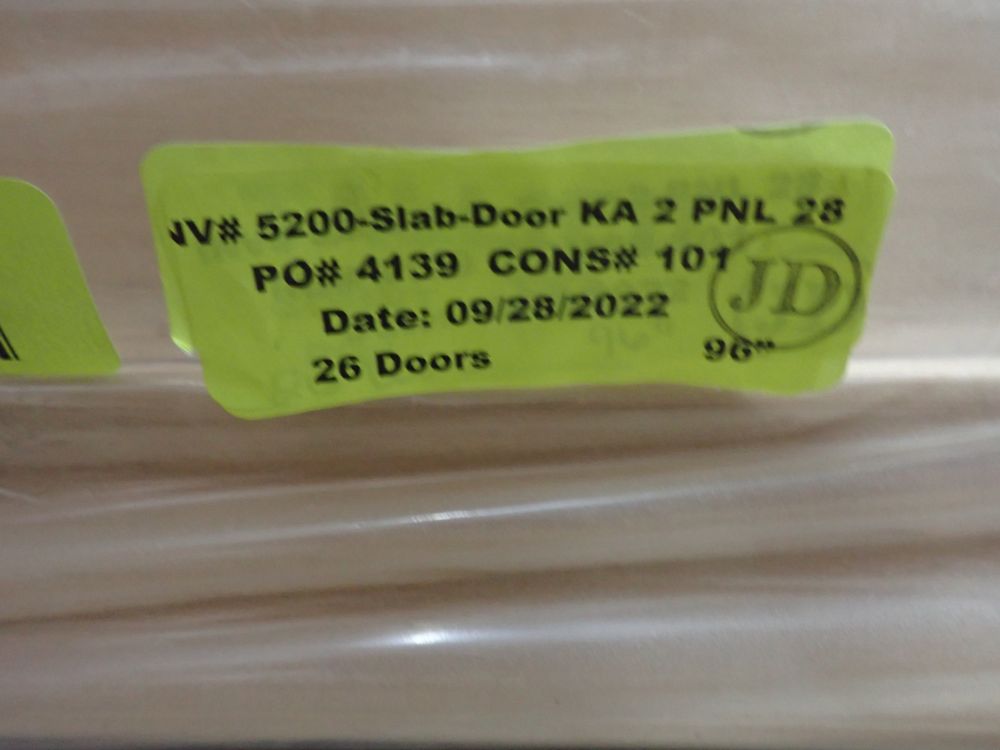 NV# 5200-Slab-Door KA 2 PNL 28
PO# 4139 CONS# 101
JD
Date: 09/28/2022
26 Doors 96"